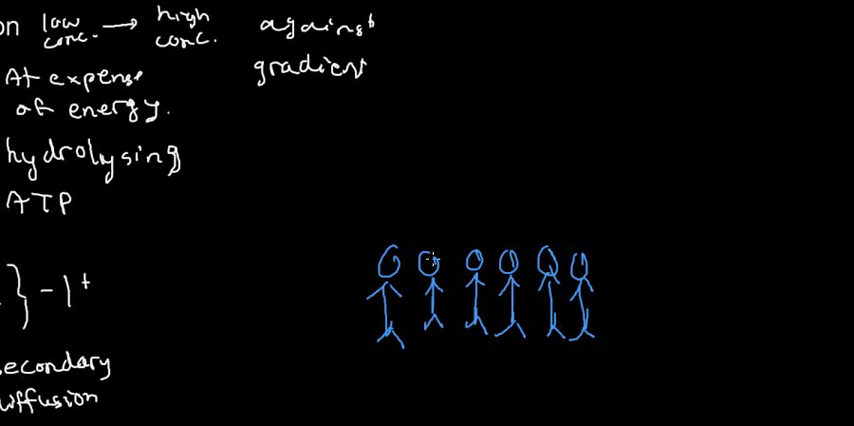 on low conc. → high conc. against
gradient
At expense
of energy.
hydrolysing
ATP
} - 1+
secondary
diffusion